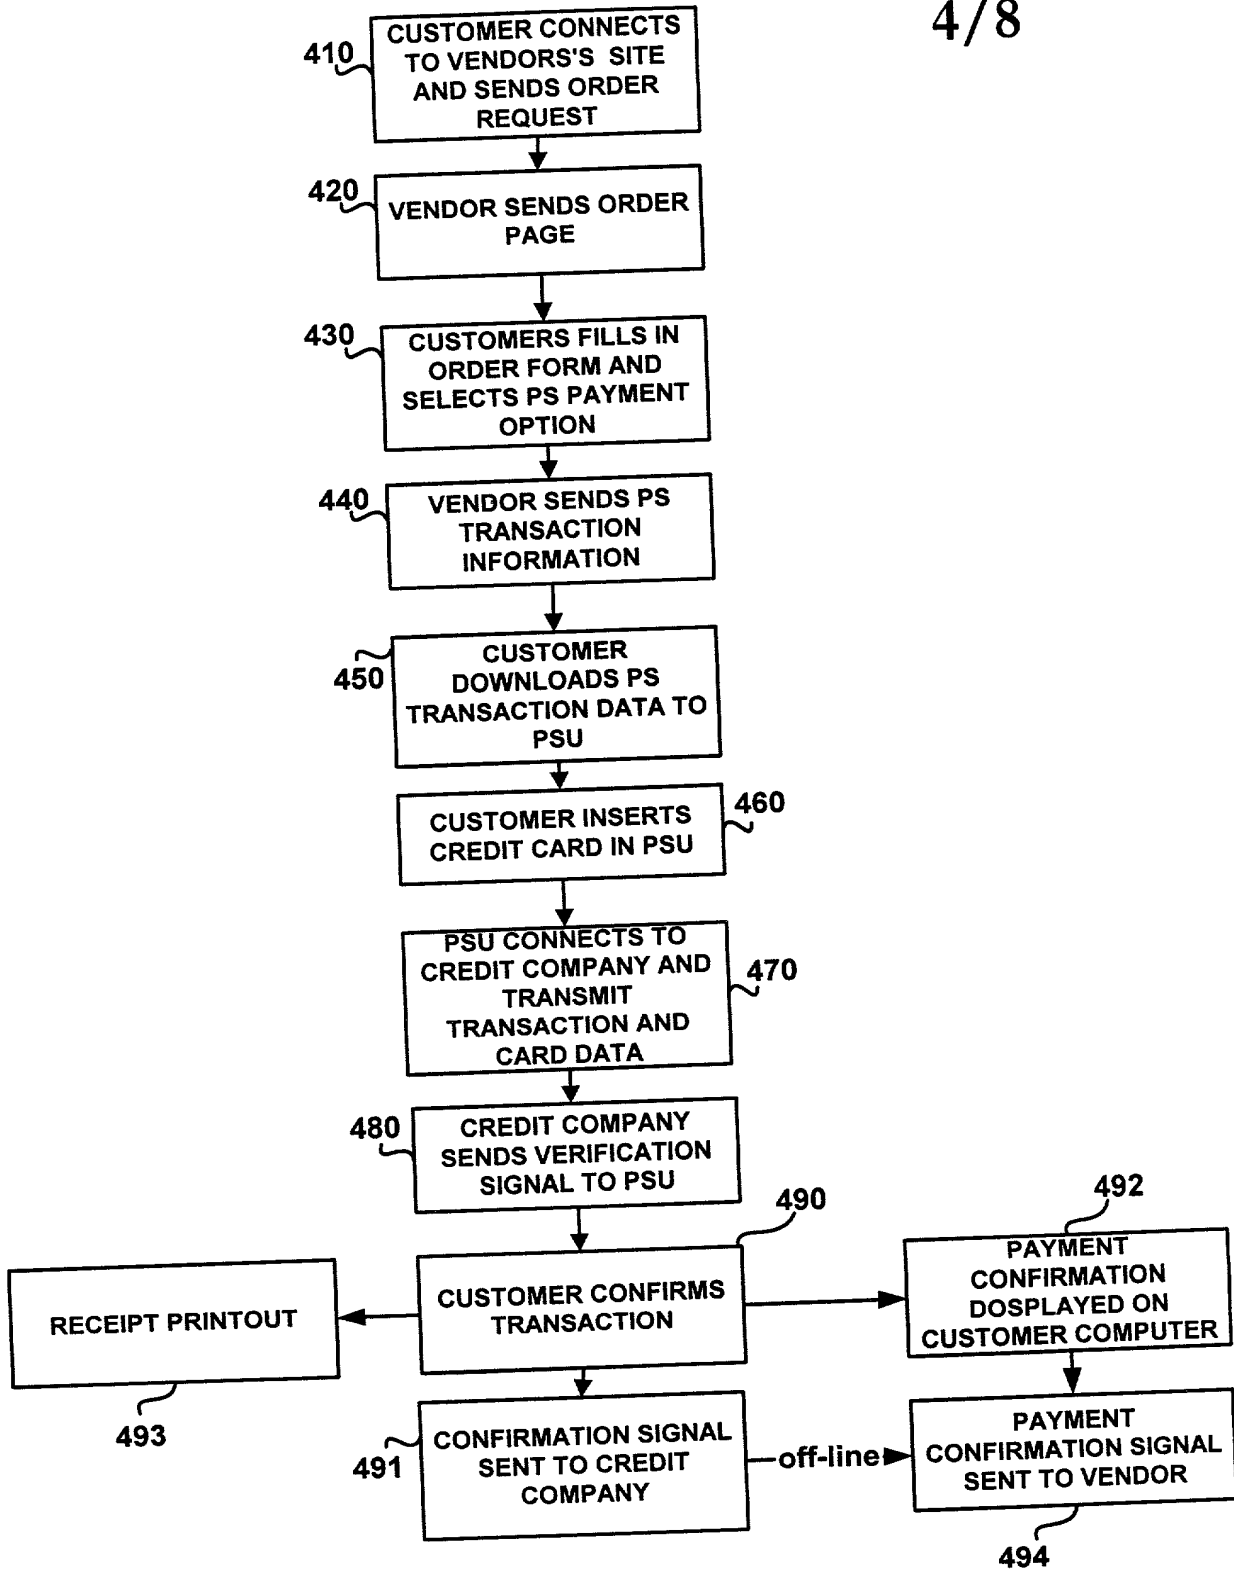 4/8
410
CUSTOMER CONNECTS
TO VENDORS'S SITE
AND SENDS ORDER
REQUEST
420
VENDOR SENDS ORDER
PAGE
430
CUSTOMERS FILLS IN
ORDER FORM AND
SELECTS PS PAYMENT
OPTION
440
VENDOR SENDS PS
TRANSACTION
INFORMATION
450
CUSTOMER
DOWNLOADS PS
TRANSACTION DATA TO
PSU
460
CUSTOMER INSERTS
CREDIT CARD IN PSU
470
PSU CONNECTS TO
CREDIT COMPANY AND
TRANSMIT
TRANSACTION AND
CARD DATA
480
CREDIT COMPANY
SENDS VERIFICATION
SIGNAL TO PSU
490
CUSTOMER CONFIRMS
TRANSACTION
492
PAYMENT
CONFIRMATION
DOSPLAYED ON
CUSTOMER COMPUTER
RECEIPT PRINTOUT
493
491
CONFIRMATION SIGNAL
SENT TO CREDIT
COMPANY
off-line
PAYMENT
CONFIRMATION SIGNAL
SENT TO VENDOR
494